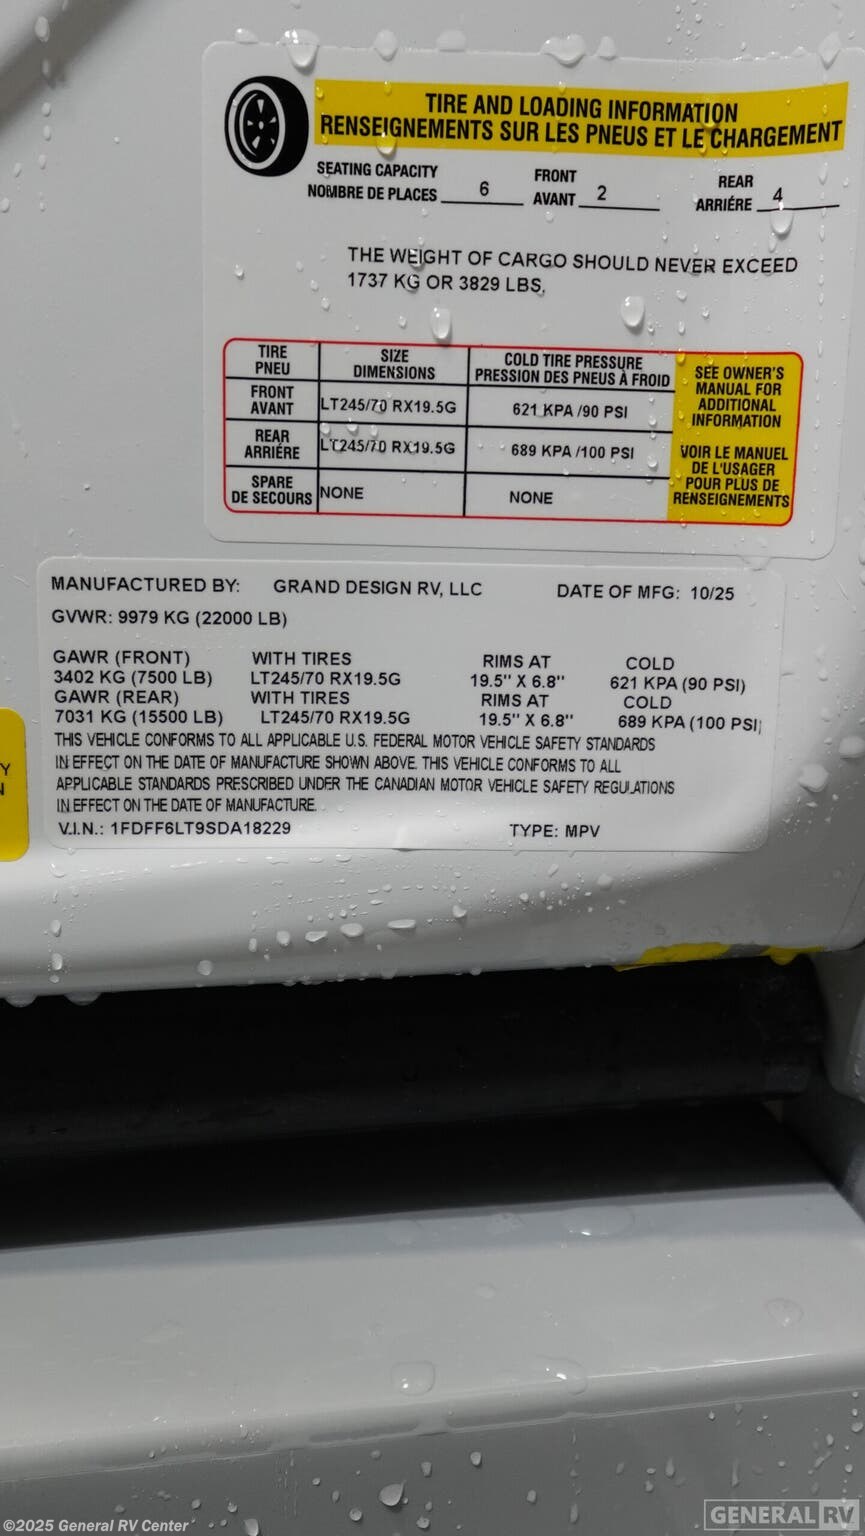 TIRE AND LOADING INFORMATION
RENSEIGNEMENTS SUR LES PNEUS ET LE CHARGEMENT
SEATING CAPACITY
NOMBRE DE PLACES 6
FRONT
AVANT 2
REAR
ARRIÉRE 4
THE WEIGHT OF CARGO SHOULD NEVER EXCEED
1737 KG OR 3829 LBS.
TIRE
PNEU
SIZE
DIMENSIONS
COLD TIRE PRESSURE
PRESSION DES PNEUS À FROID
FRONT
AVANT
LT245/70 RX19.5G
621 KPA /90 PSI
REAR
ARRIÉRE
LT245/70 RX19.5G
689 KPA /100 PSI
SPARE
DE SECOURS
NONE
NONE
SEE OWNER'S
MANUAL FOR
ADDITIONAL
INFORMATION
VOIR LE MANUEL
DE L'USAGER
POUR PLUS DE
RENSEIGNEMENTS
MANUFACTURED BY: GRAND DESIGN RV, LLC DATE OF MFG: 10/25
GVWR: 9979 KG (22000 LB)
GAWR (FRONT) WITH TIRES RIMS AT COLD
3402 KG (7500 LB) LT245/70 RX19.5G 19.5" X 6.8" 621 KPA (90 PSI)
GAWR (REAR) WITH TIRES RIMS AT COLD
7031 KG (15500 LB) LT245/70 RX19.5G 19.5" X 6.8" 689 KPA (100 PSI)
THIS VEHICLE CONFORMS TO ALL APPLICABLE U.S. FEDERAL MOTOR VEHICLE SAFETY STANDARDS
IN EFFECT ON THE DATE OF MANUFACTURE SHOWN ABOVE. THIS VEHICLE CONFORMS TO ALL
APPLICABLE STANDARDS PRESCRIBED UNDER THE CANADIAN MOTOR VEHICLE SAFETY REGULATIONS
IN EFFECT ON THE DATE OF MANUFACTURE.
V.I.N.: 1FDFF6LT9SDA18229 TYPE: MPV
©2025 General RV Center
GENERAL RV